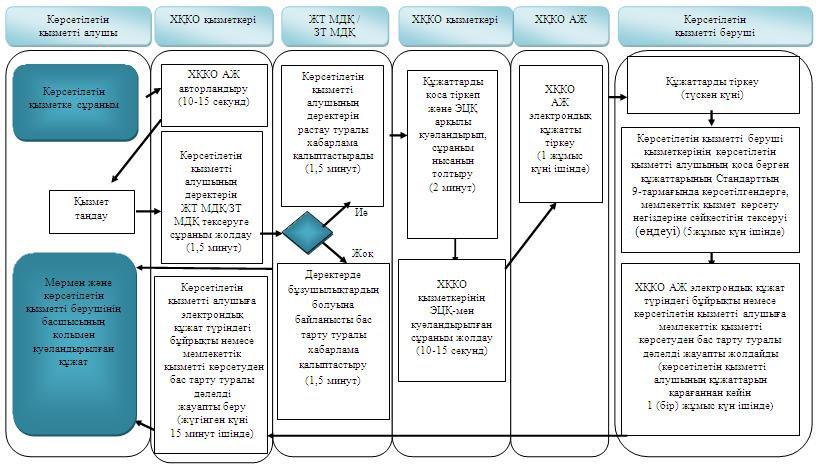 Көрсетілетін
қызметті алушы
ХҚКО қызметкері
ЖТ МДҚ /
ЗТ МДҚ
ХҚКО қызметкері
ХҚКО АЖ
Көрсетілетін
қызметті беруші
Көрсетілетін
қызметке сұраным
Қызмет
таңдау
Мөрмен және
көрсетілетін
қызметті берушінің
басшысының
қолымен
куәландырылған
құжат
ХҚКО АЖ
авторландыру
(10-15 секунд)
Көрсетілетін
қызметті
алушының
деректерін
ЖТ МДҚ/ЗТ
МДҚ тексеруге
сұраным жолдау
(1,5 минут)
Көрсетілетін
қызметті алушыға
электрондық
құжат түріндегі
бұйрықты немесе
мемлекеттік
қызметті көрсетуден
бас тарту туралы
дәлелді
жауапты беру
(жүгінген күні
15 минут ішінде)
Көрсетілетін
қызметті
алушының
деректерін
растау туралы
хабарлама
қалыптастырады
(1,5 минут)
Иә
Жоқ
Деректерде
бұзушылықтардың
болуына
байланысты бас
тарту туралы
хабарлама
қалыптастыру
(1,5 минут)
Құжаттарды
қоса тіркеп
және ЭЦҚ
арқылы
куәландырып,
сұраным
нысанын
толтыру
(2 минут)
ХҚКО
қызметкерінің
ЭЦҚ-мен
куәландырылған
сұраным жолдау
(10-15 секунд)
ХҚКО
АЖ
электрондық
құжатты
тіркеу
(1 жұмыс
күні ішінде)
Құжаттарды тіркеу
(түскен күні)
Көрсетілетін қызметті беруші
қызметкерінің көрсетілетін
қызметті алушының қоса берген
құжаттарының Стандарттың
9-тармағында көрсетілгендерге,
мемлекеттік қызмет көрсету
негіздеріне сәйкестігін тексеруі
(өңдеуі) (5жұмыс күн ішінде)
ХҚКО АЖ электрондық құжат
түріндегі бұйрықты немесе
көрсетілетін қызметті алушыға
мемлекеттік қызметті
көрсетуден бас тарту туралы
дәлелді жауапты жолдайды
(көрсетілетін қызметті
алушының құжаттарын
қарағаннан кейін
1 (бір) жұмыс күн ішінде)